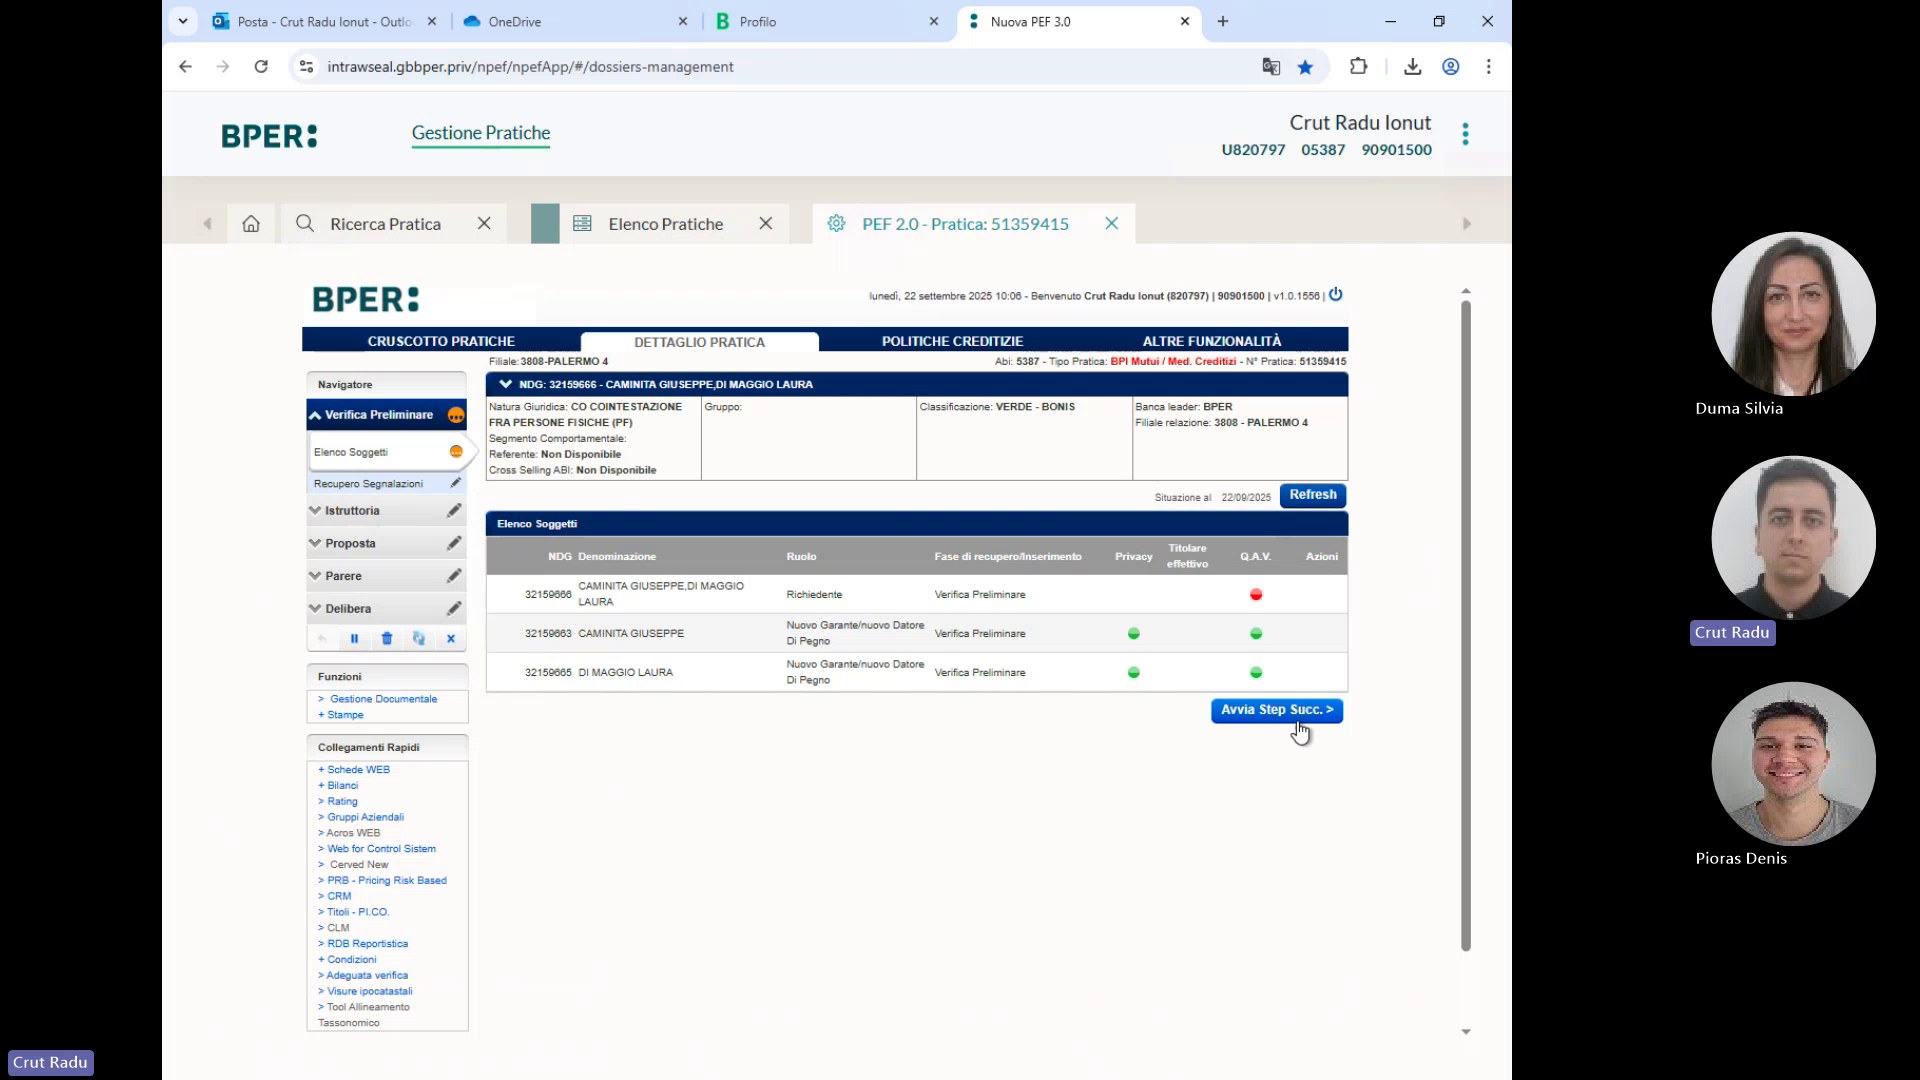 Posta - Crut Radu Ionut - Outlo
OneDrive
Profilo
Nuova PEF 3.0
intrawseal.gbbper.priv/npef/npefApp/#/dossiers-management
BPER:
Gestione Pratiche
Crut Radu Ionut
U820797 05387 90901500
Ricerca Pratica
Elenco Pratiche
PEF 2.0 - Pratica: 51359415
BPER:
lunedì, 22 settembre 2025 10:06 - Benvenuto Crut Radu Ionut (820797) | 90901500 | v1.0.1556 |
CRUSCOTTO PRATICHE
DETTAGLIO PRATICA
POLITICHE CREDITIZIE
ALTRE FUNZIONALITÀ
Filiale: 3808-PALERMO 4
Abi: 5387 - Tipo Pratica: BPI Mutui / Med. Creditizi - N° Pratica: 51359415
Navigatore
Verifica Preliminare
Elenco Soggetti
Recupero Segnalazioni
Istruttoria
Proposta
Parere
Delibera
Funzioni
> Gestione Documentale
+ Stampe
Collegamenti Rapidi
+ Schede WEB
+ Bilanci
> Rating
> Gruppi Aziendali
> Acros WEB
> Web for Control Sistem
> Cerved New
> PRB - Pricing Risk Based
> CRM
> Titoli - PI.CO.
> CLM
> RDB Reportistica
+ Condizioni
> Adeguata verifica
> Visure ipocatastali
> Tool Allineamento
Tassonomico
NDG: 32159666 - CAMINITA GIUSEPPE,DI MAGGIO LAURA
Natura Giuridica: CO COINTESTAZIONE
FRA PERSONE FISICHE (PF)
Segmento Comportamentale:
Referente: Non Disponibile
Cross Selling ABI: Non Disponibile
Gruppo:
Classificazione: VERDE - BONIS
Banca leader: BPER
Filiale relazione: 3808 - PALERMO 4
Situazione al 22/09/2025
Refresh
Elenco Soggetti
NDG Denominazione Ruolo Fase di recupero/Inserimento Privacy Titolare effettivo Q.A.V. Azioni
32159666 CAMINITA GIUSEPPE,DI MAGGIO LAURA Richiedente Verifica Preliminare
32159663 CAMINITA GIUSEPPE Nuovo Garante/nuovo Datore Di Pegno Verifica Preliminare
32159665 DI MAGGIO LAURA Nuovo Garante/nuovo Datore Di Pegno Verifica Preliminare
Avvia Step Succ. >
Duma Silvia
Crut Radu
Pioras Denis
Crut Radu